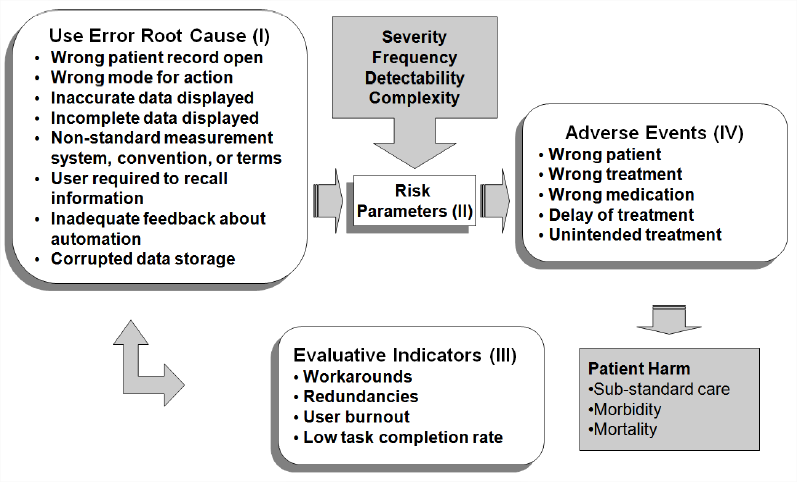 Use Error Root Cause (I)
• Wrong patient record open
• Wrong mode for action
• Inaccurate data displayed
• Incomplete data displayed
• Non-standard measurement
system, convention, or terms
• User required to recall
information
• Inadequate feedback about
automation
• Corrupted data storage
Severity
Frequency
Detectability
Complexity
Risk
Parameters (II)
Adverse Events (IV)
• Wrong patient
• Wrong treatment
• Wrong medication
• Delay of treatment
• Unintended treatment
Evaluative Indicators (III)
• Workarounds
• Redundancies
• User burnout
• Low task completion rate
Patient Harm
•Sub-standard care
•Morbidity
•Mortality